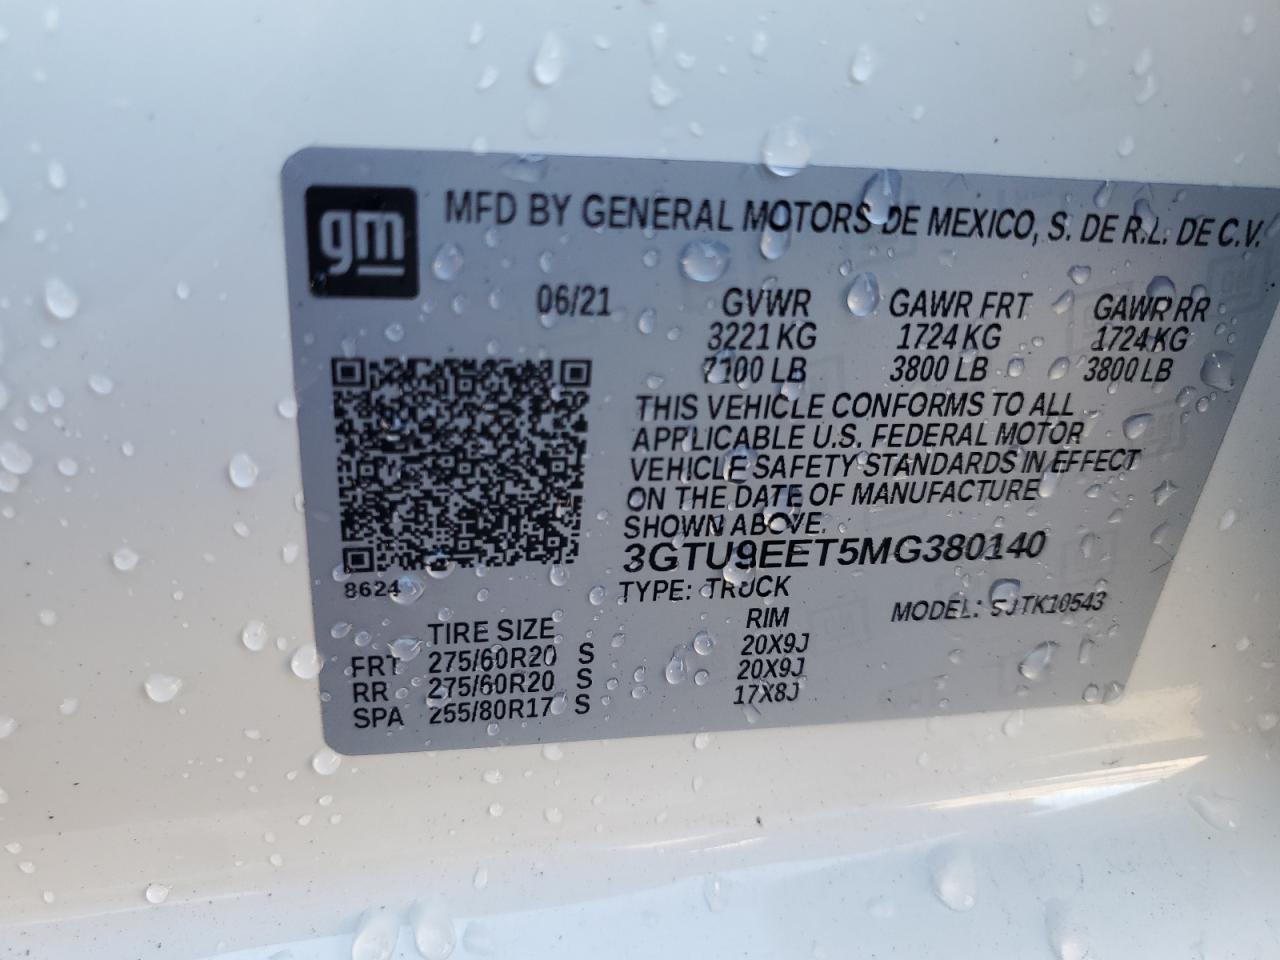 gm
MFD BY GENERAL MOTORS DE MEXICO, S. DE R.L. DE C.V.
06/21 GVWR GAWR FRT GAWR RR
3221 KG 1724 KG 1724 KG
7100 LB 3800 LB 3800 LB
THIS VEHICLE CONFORMS TO ALL
APPLICABLE U.S. FEDERAL MOTOR
VEHICLE SAFETY STANDARDS IN EFFECT
ON THE DATE OF MANUFACTURE
SHOWN ABOVE.
3GTU9EET5MG380140
8624
TYPE: TRUCK MODEL:
TIRE SIZE RIM
FRT 275/60R20 S 20X9J
RR 275/60R20 S 20X9J
SPA 255/80R17 S 17X8J